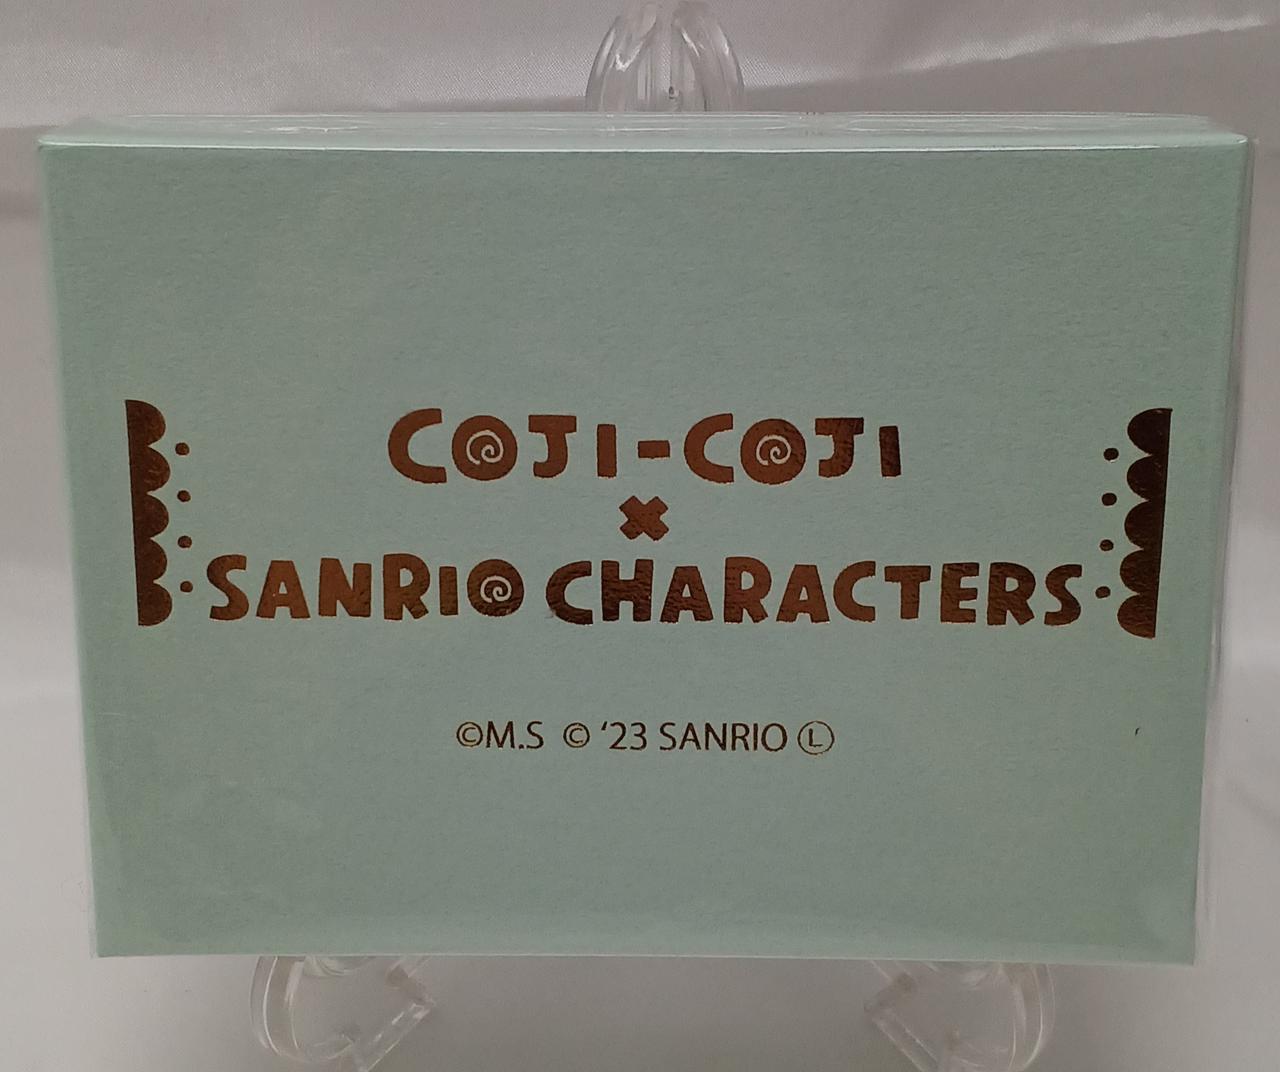 COJI-COJI
×
SANRIO CHARACTERS
©M.S © '23 SANRIO Ⓛ